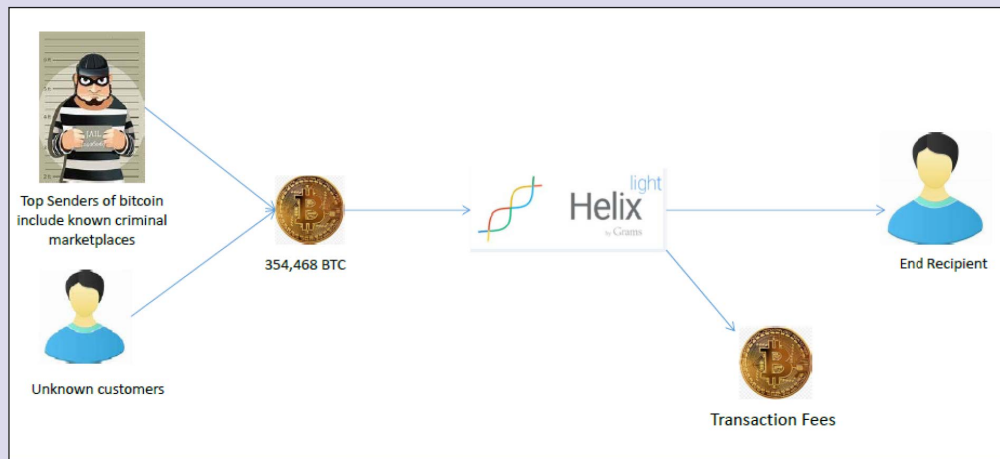 JAIL
Top Senders of bitcoin
include known criminal
marketplaces
Unknown customers
354,468 BTC
light
Helix
by Grams
End Recipient
Transaction Fees